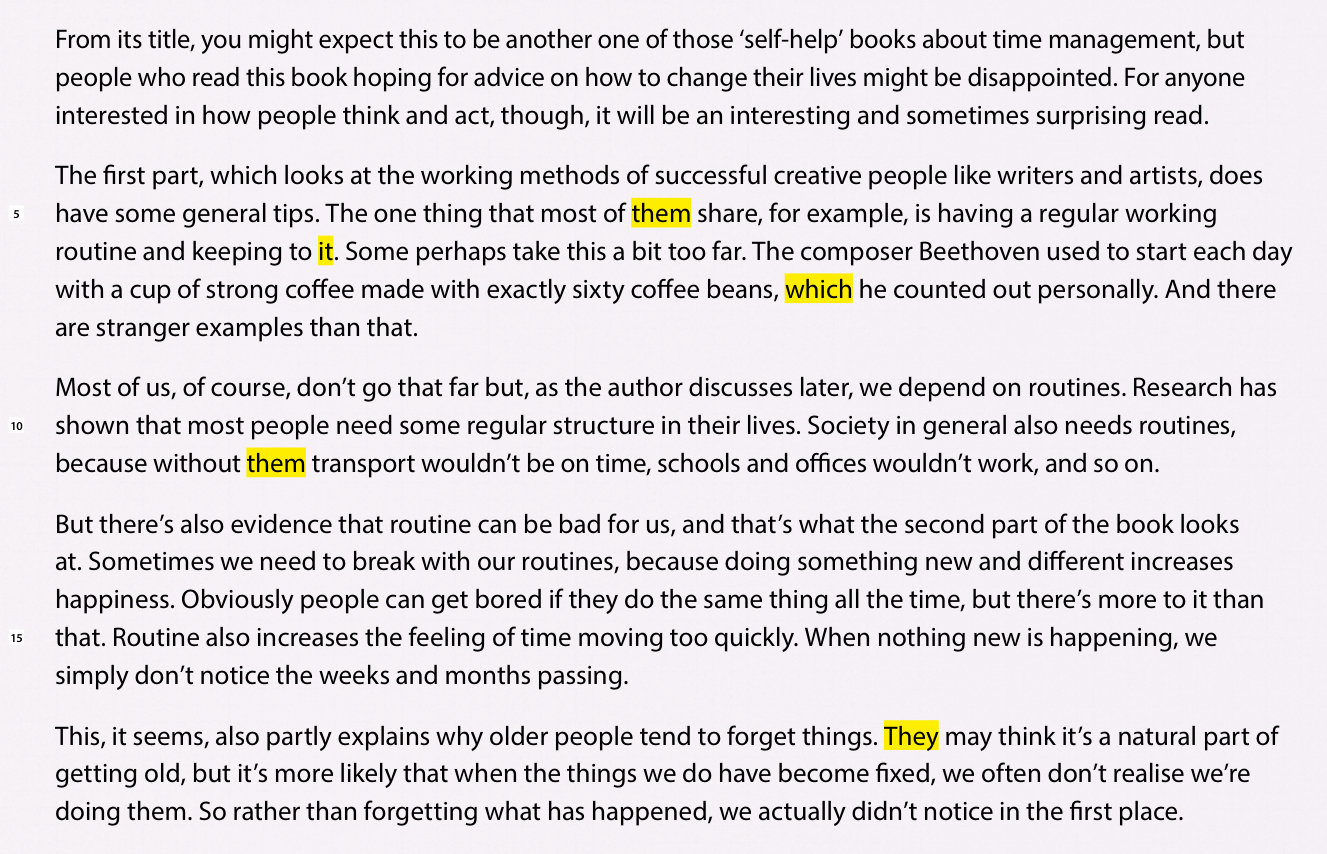 From its title, you might expect this to be another one of those ‘self-help’ books about time management, but
people who read this book hoping for advice on how to change their lives might be disappointed. For anyone
interested in how people think and act, though, it will be an interesting and sometimes surprising read.
The first part, which looks at the working methods of successful creative people like writers and artists, does
5 have some general tips. The one thing that most of them share, for example, is having a regular working
routine and keeping to it. Some perhaps take this a bit too far. The composer Beethoven used to start each day
with a cup of strong coffee made with exactly sixty coffee beans, which he counted out personally. And there
are stranger examples than that.
Most of us, of course, don’t go that far but, as the author discusses later, we depend on routines. Research has
10 shown that most people need some regular structure in their lives. Society in general also needs routines,
because without them transport wouldn’t be on time, schools and offices wouldn’t work, and so on.
But there’s also evidence that routine can be bad for us, and that’s what the second part of the book looks
at. Sometimes we need to break with our routines, because doing something new and different increases
happiness. Obviously people can get bored if they do the same thing all the time, but there’s more to it than
15 that. Routine also increases the feeling of time moving too quickly. When nothing new is happening, we
simply don’t notice the weeks and months passing.
This, it seems, also partly explains why older people tend to forget things. They may think it’s a natural part of
getting old, but it’s more likely that when the things we do have become fixed, we often don’t realise we’re
doing them. So rather than forgetting what has happened, we actually didn’t notice in the first place.